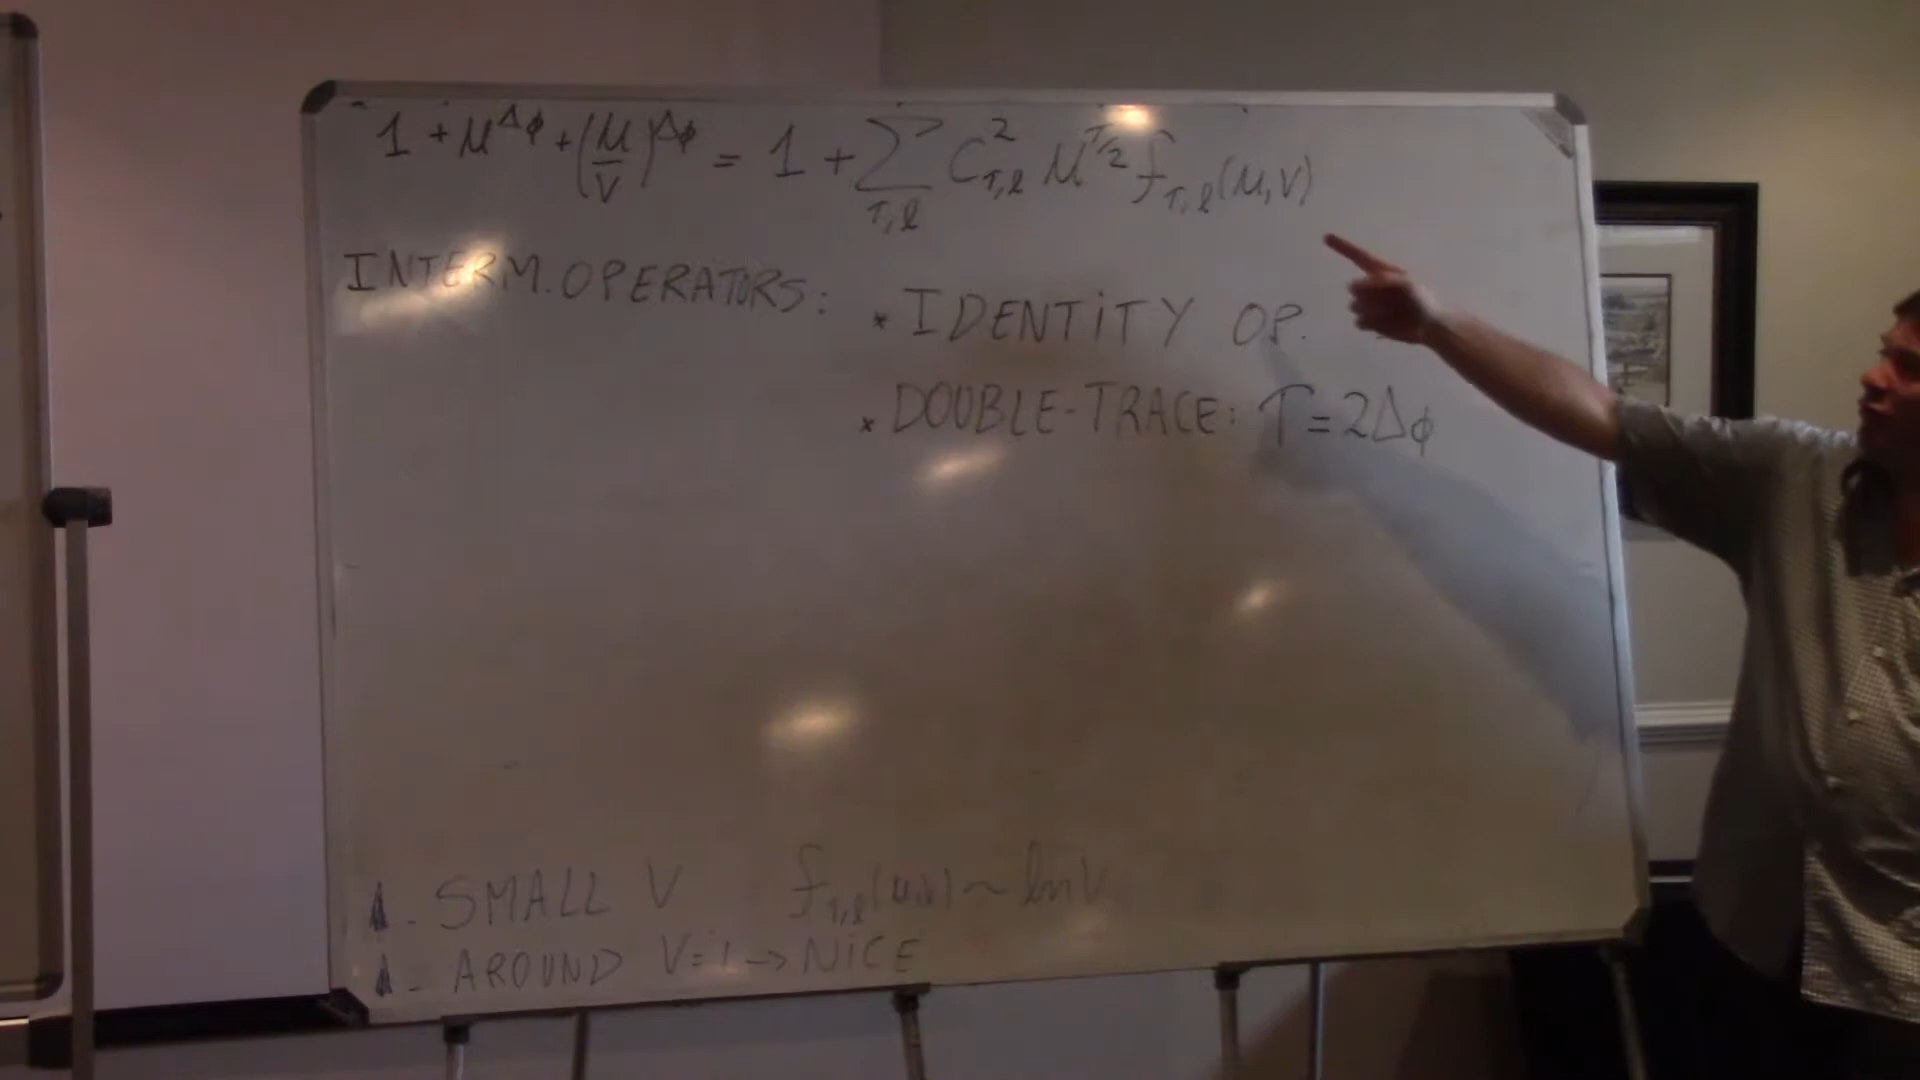 1 + u^{Δφ} + (u/v)^{Δφ} = 1 + Σ_{τ,ℓ} C²_{τ,ℓ} u^{τ/2} f_{τ,ℓ}(u,v)
INTERM. OPERATORS: * IDENTITY OP.
* DOUBLE-TRACE: τ = 2Δφ
- SMALL V f_{τ,ℓ}(u,v) ~ ln V
- AROUND V=1 -> NICE